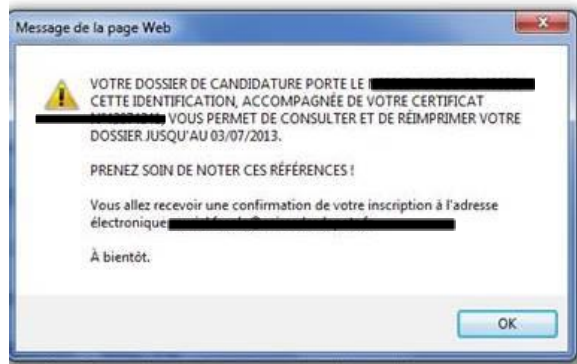 Message de la page Web
VOTRE DOSSIER DE CANDIDATURE PORTE LE
CETTE IDENTIFICATION, ACCOMPAGNÉE DE VOTRE CERTIFICAT
, VOUS PERMET DE CONSULTER ET DE RÉIMPRIMER VOTRE
DOSSIER JUSQU'AU 03/07/2013.
PRENEZ SOIN DE NOTER CES RÉFÉRENCES !
Vous allez recevoir une confirmation de votre inscription à l'adresse
électronique
À bientôt.
OK